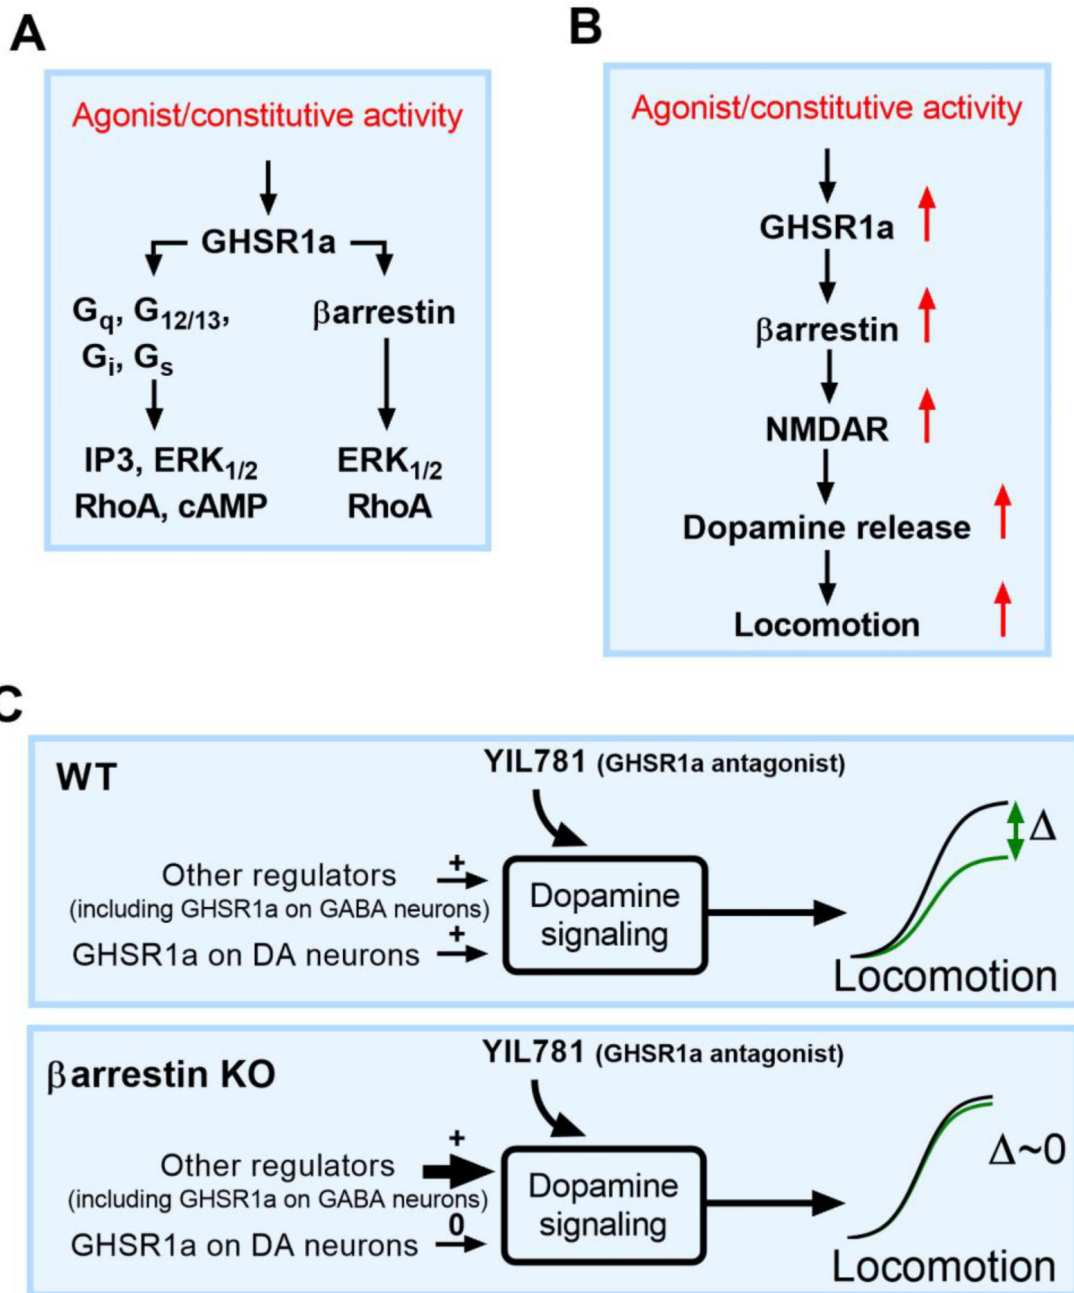 A
Agonist/constitutive activity
GHSR1a
Gq, G12/13,
Gi, Gs
βarrestin
IP3, ERK1/2
RhoA, cAMP
ERK1/2
RhoA
B
Agonist/constitutive activity
GHSR1a
βarrestin
NMDAR
Dopamine release
Locomotion
C
WT
YIL781 (GHSR1a antagonist)
Other regulators
(including GHSR1a on GABA neurons)
+
GHSR1a on DA neurons
+
Dopamine
signaling
Δ
Locomotion
βarrestin KO
YIL781 (GHSR1a antagonist)
Other regulators
(including GHSR1a on GABA neurons)
+
GHSR1a on DA neurons
0
Dopamine
signaling
Δ~0
Locomotion